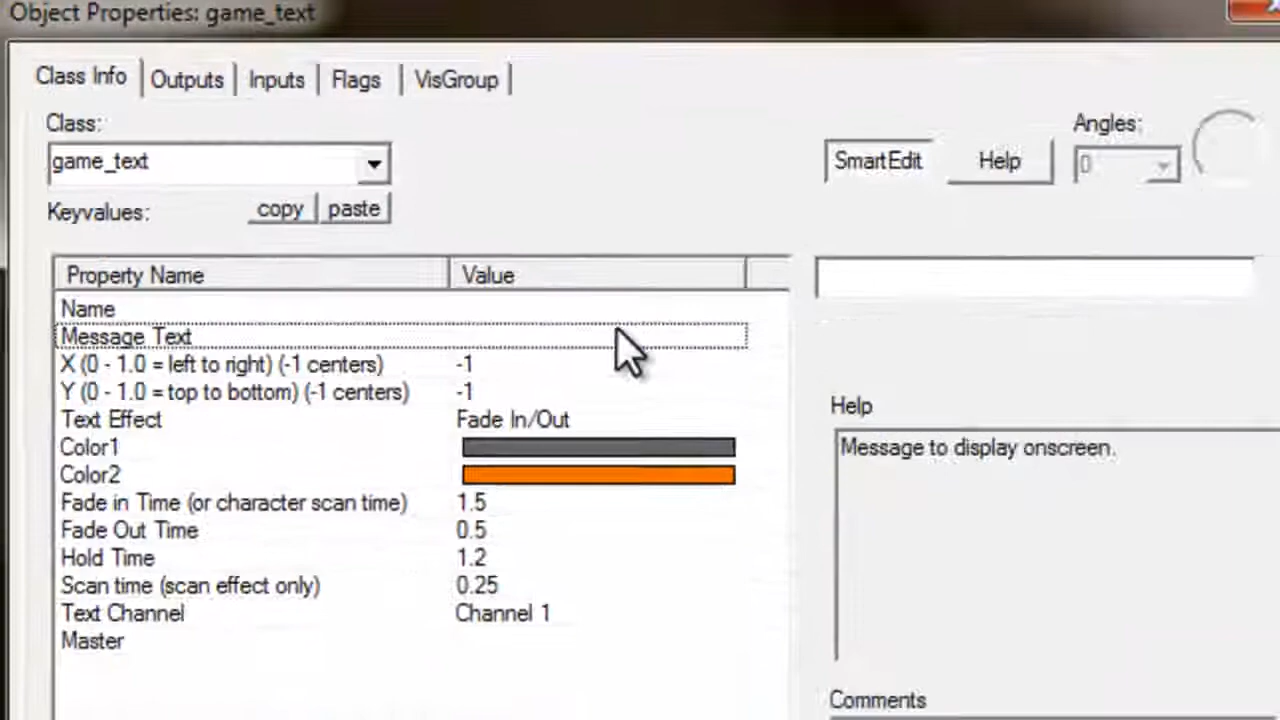 Object Properties: game_text
Class Info Outputs Inputs Flags VisGroup
Class:
Angles:
game_text
SmartEdit Help 0
Keyvalues: copy paste
Property Name Value
Name
Message Text
X (0 - 1.0 = left to right) (-1 centers) -1
Y (0 - 1.0 = top to bottom) (-1 centers) -1
Text Effect Fade In/Out
Color1
Color2
Fade in Time (or character scan time) 1.5
Fade Out Time 0.5
Hold Time 1.2
Scan time (scan effect only) 0.25
Text Channel Channel 1
Master
Help
Message to display onscreen.
Comments